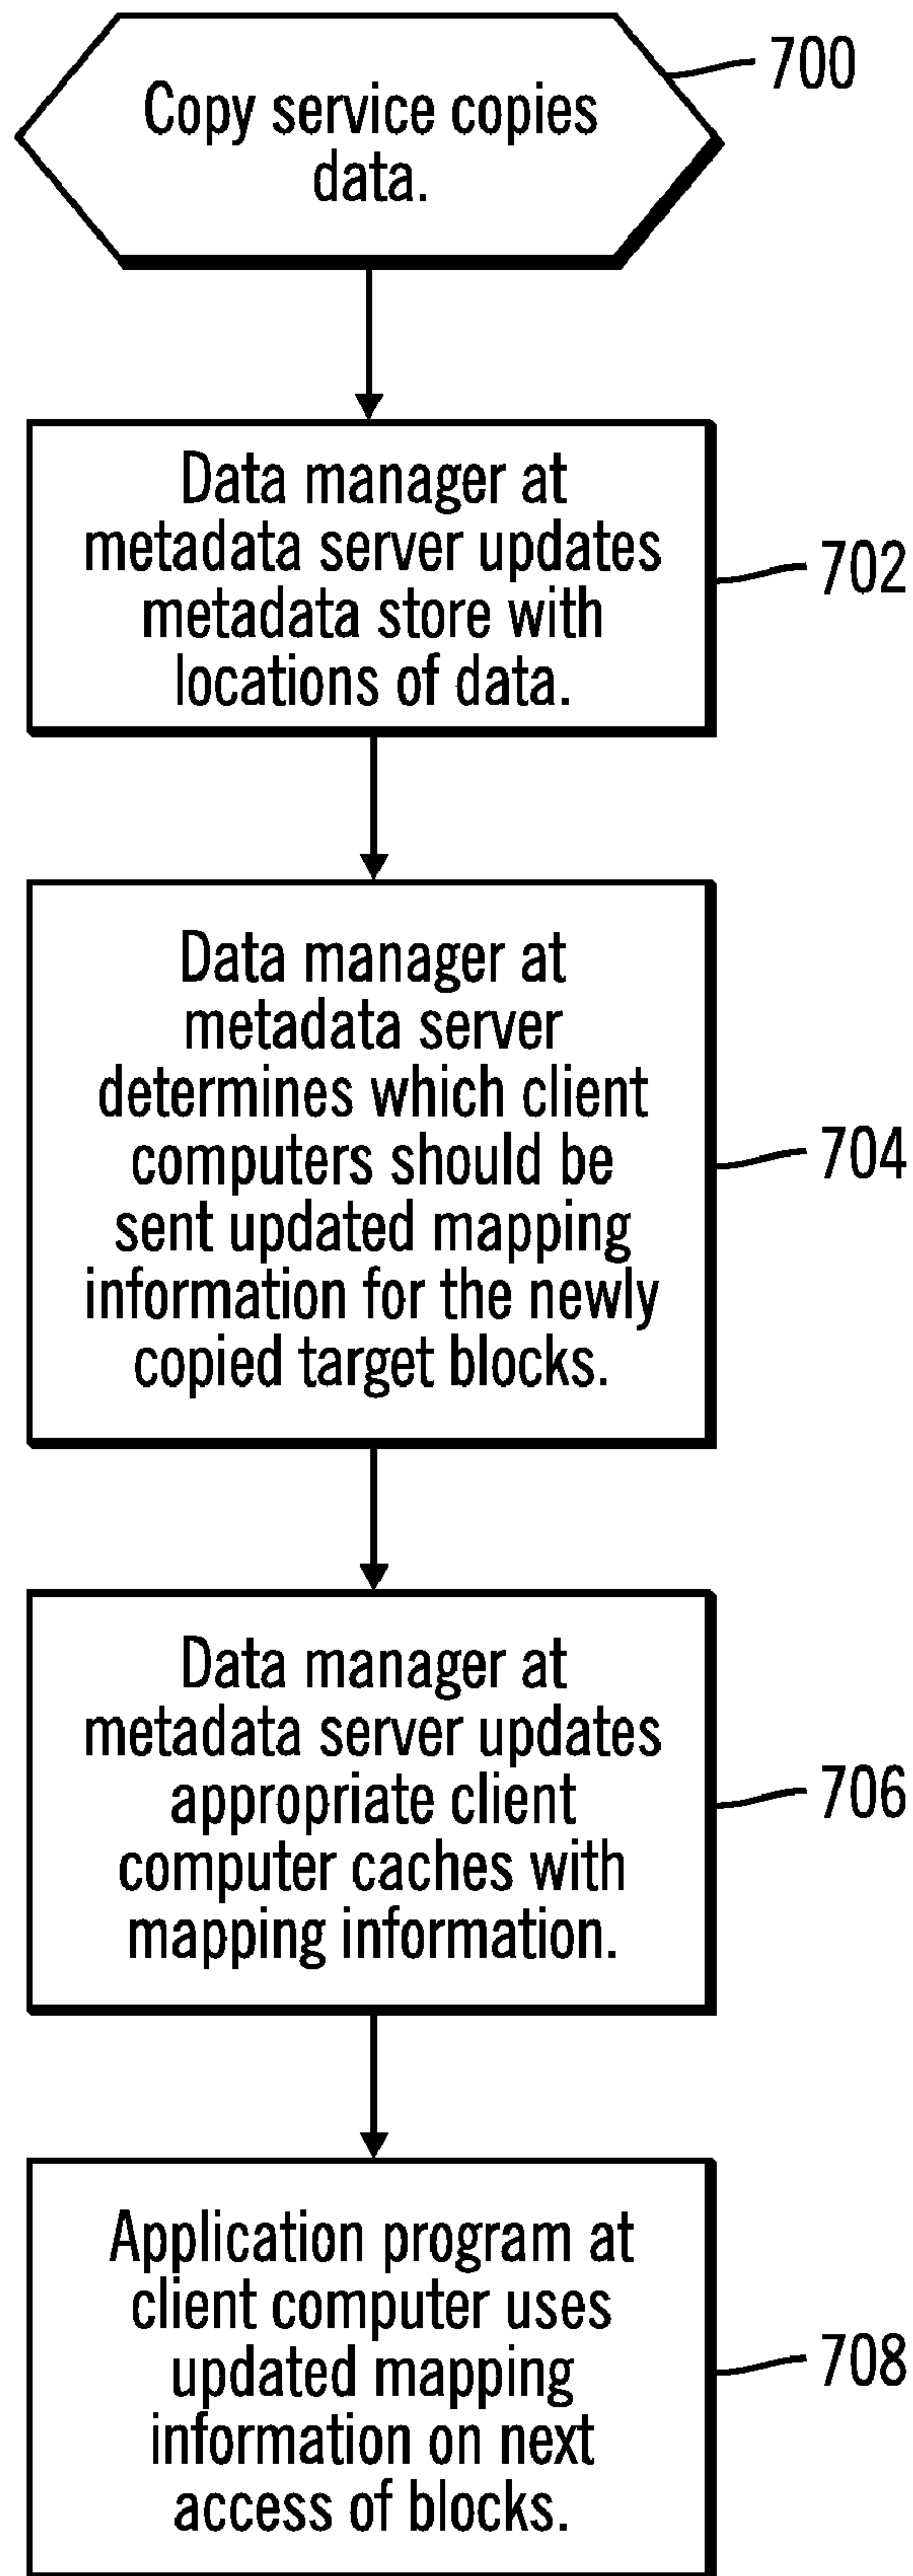 Copy service copies
data.
700
Data manager at
metadata server updates
metadata store with
locations of data.
702
Data manager at
metadata server
determines which client
computers should be
sent updated mapping
information for the newly
copied target blocks.
704
Data manager at
metadata server updates
appropriate client
computer caches with
mapping information.
706
Application program at
client computer uses
updated mapping
information on next
access of blocks.
708